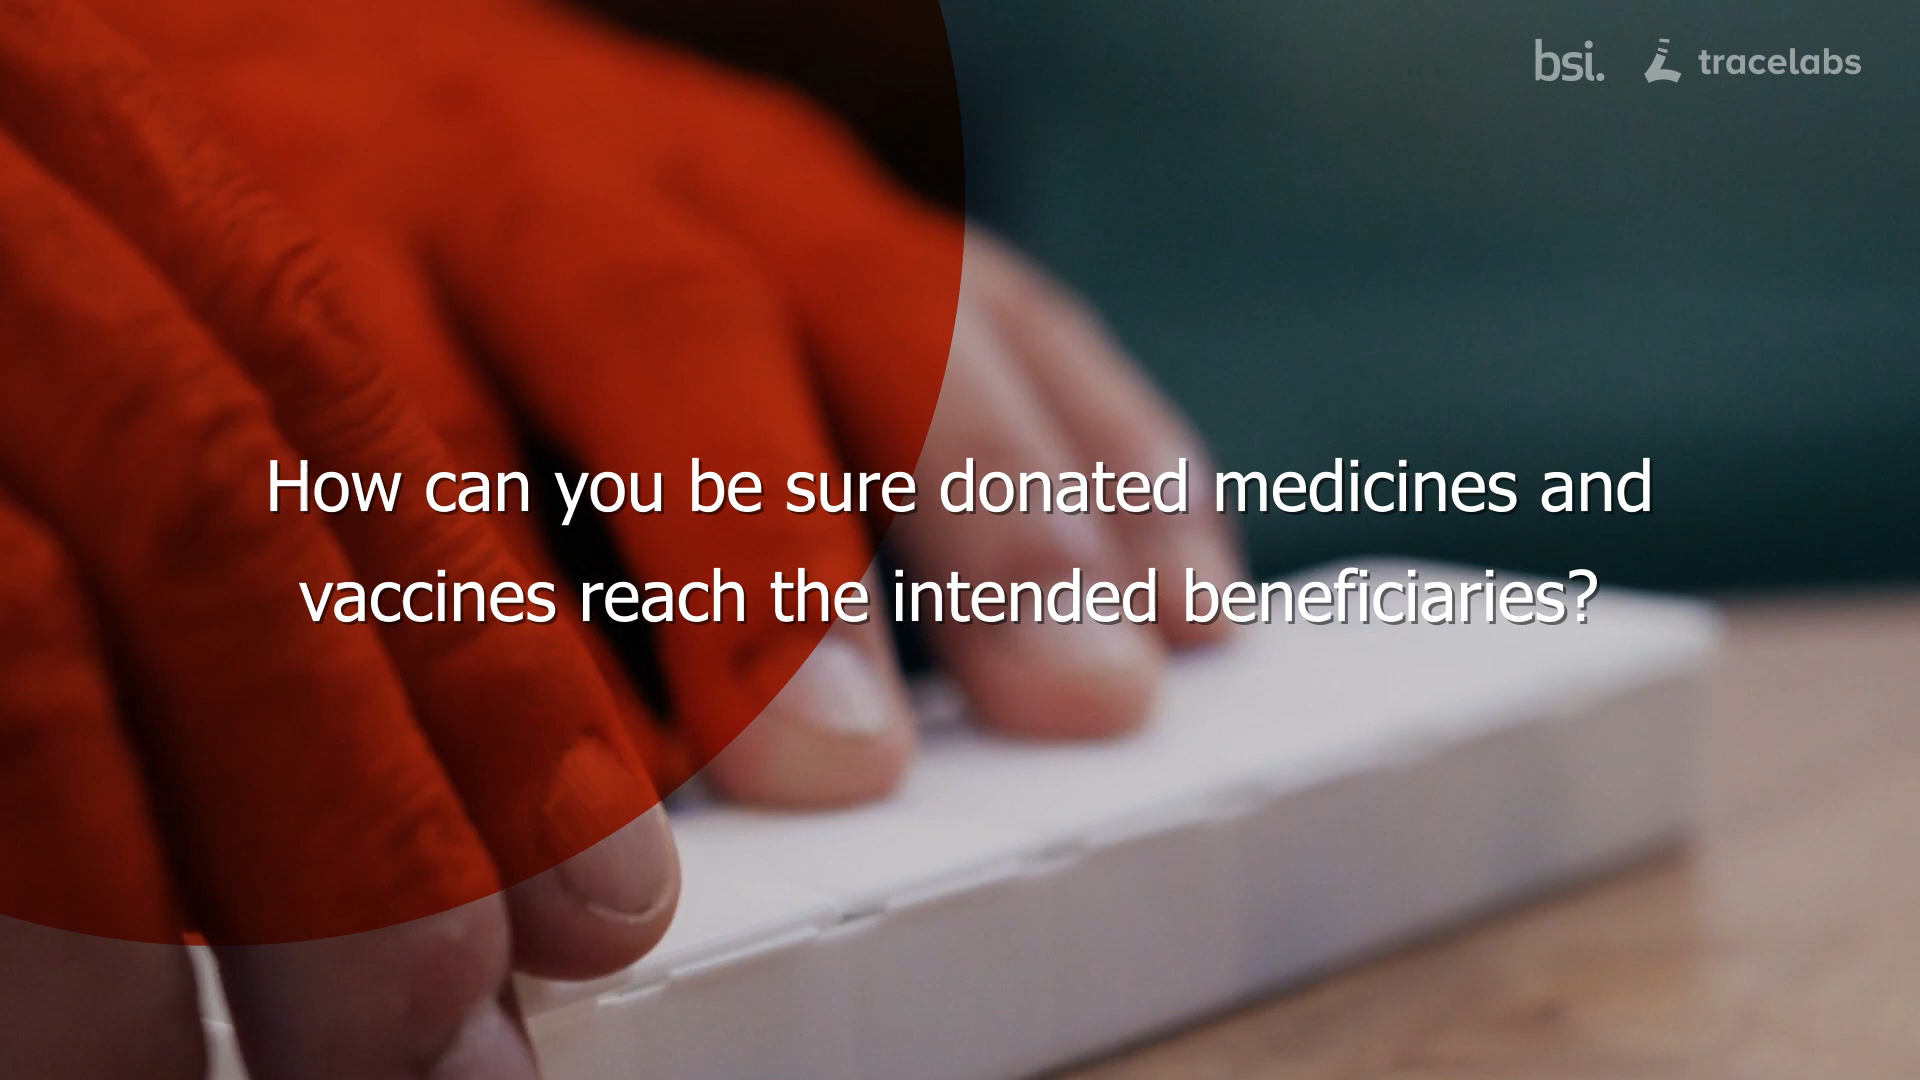 bsi. tracelabs
How can you be sure donated medicines and
vaccines reach the intended beneficiaries?